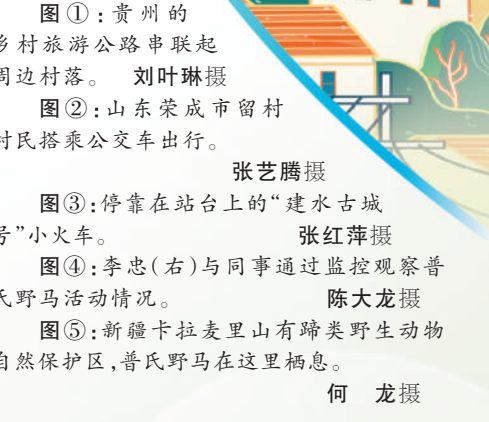 图①:贵州的
乡村旅游公路串联起
周边村落。 刘叶琳摄
图②:山东荣成市留村
村民搭乘公交车出行。
张艺腾摄
图③:停靠在站台上的“建水古城
号”小火车。 张红萍摄
图④:李忠(右)与同事通过监控观察普
氏野马活动情况。 陈大龙摄
图⑤:新疆卡拉麦里山有蹄类野生动物
自然保护区,普氏野马在这里栖息。
何 龙摄